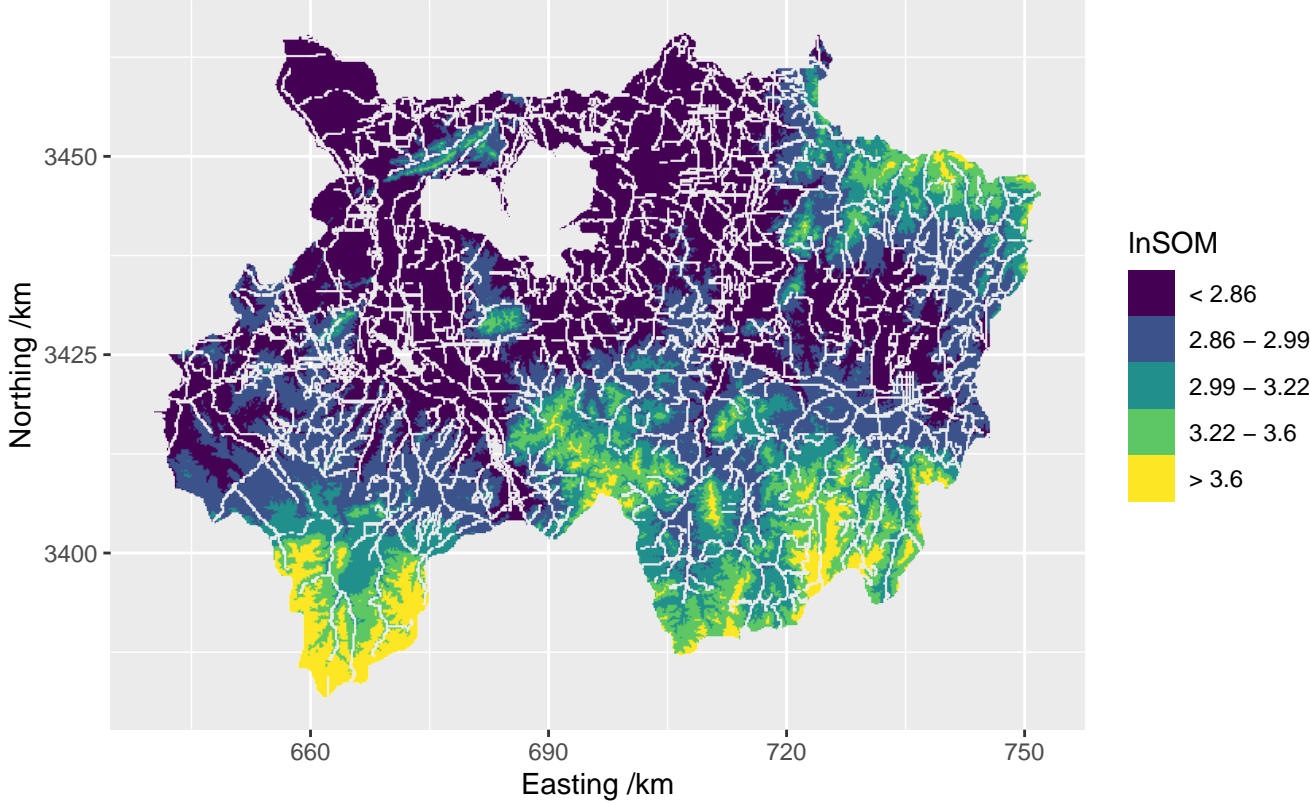 3450
3425
3400
Northing /km
660
690
720
750
Easting /km
lnSOM
< 2.86
2.86 − 2.99
2.99 − 3.22
3.22 − 3.6
> 3.6